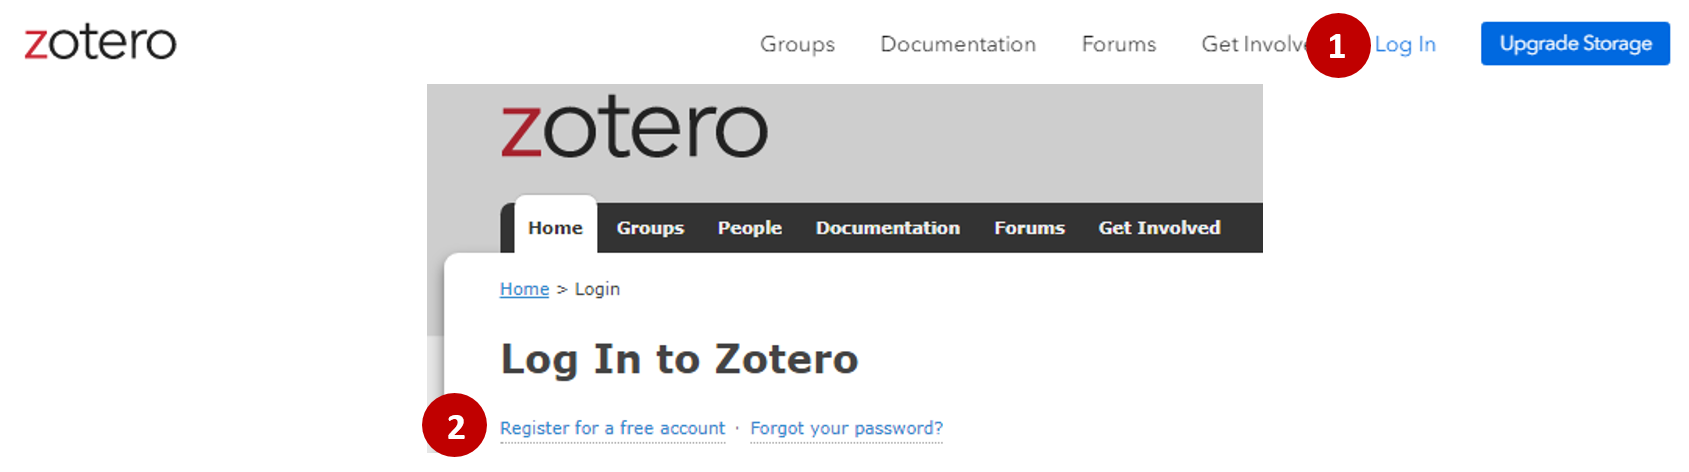 zotero Groups Documentation Forums Get Involv 1 Log In Upgrade Storage
zotero
Home Groups People Documentation Forums Get Involved
Home > Login
Log In to Zotero
2 Register for a free account · Forgot your password?